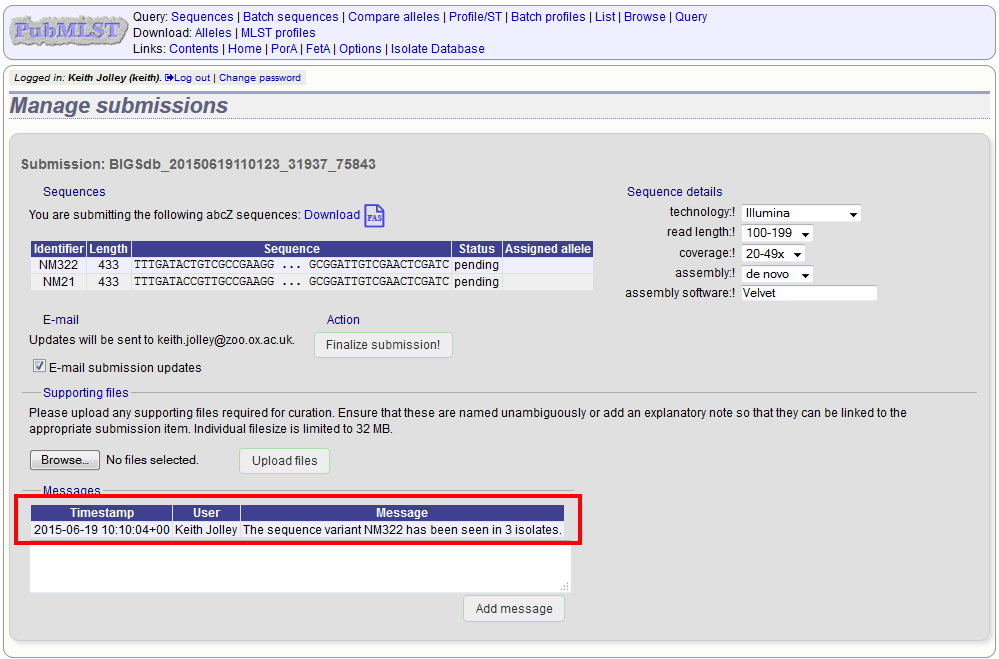 PubMLST
Query: Sequences | Batch sequences | Compare alleles | Profile/ST | Batch profiles | List | Browse | Query
Download: Alleles | MLST profiles
Links: Contents | Home | PorA | FetA | Options | Isolate Database
Logged in: Keith Jolley (keith). Log out | Change password
Manage submissions
Submission: BIGSdb_20150619110123_31937_75843
Sequences
You are submitting the following abcZ sequences: Download FAS
Identifier Length Sequence Status Assigned allele
NM322 433 TTTGATACTGTCGCCGAAGG ... GCGGATTGTCGAACTCGATC pending
NM21 433 TTTGATACCGTTGCCGAAGG ... GCGGATTGTCGAACTCGATC pending
Sequence details
technology:! Illumina
read length:! 100-199
coverage:! 20-49x
assembly:! de novo
assembly software:! Velvet
E-mail
Updates will be sent to keith.jolley@zoo.ox.ac.uk.
E-mail submission updates
Action
Finalize submission!
Supporting files
Please upload any supporting files required for curation. Ensure that these are named unambiguously or add an explanatory note so that they can be linked to the
appropriate submission item. Individual filesize is limited to 32 MB.
Browse... No files selected. Upload files
Messages
Timestamp User Message
2015-06-19 10:10:04+00 Keith Jolley The sequence variant NM322 has been seen in 3 isolates.
Add message